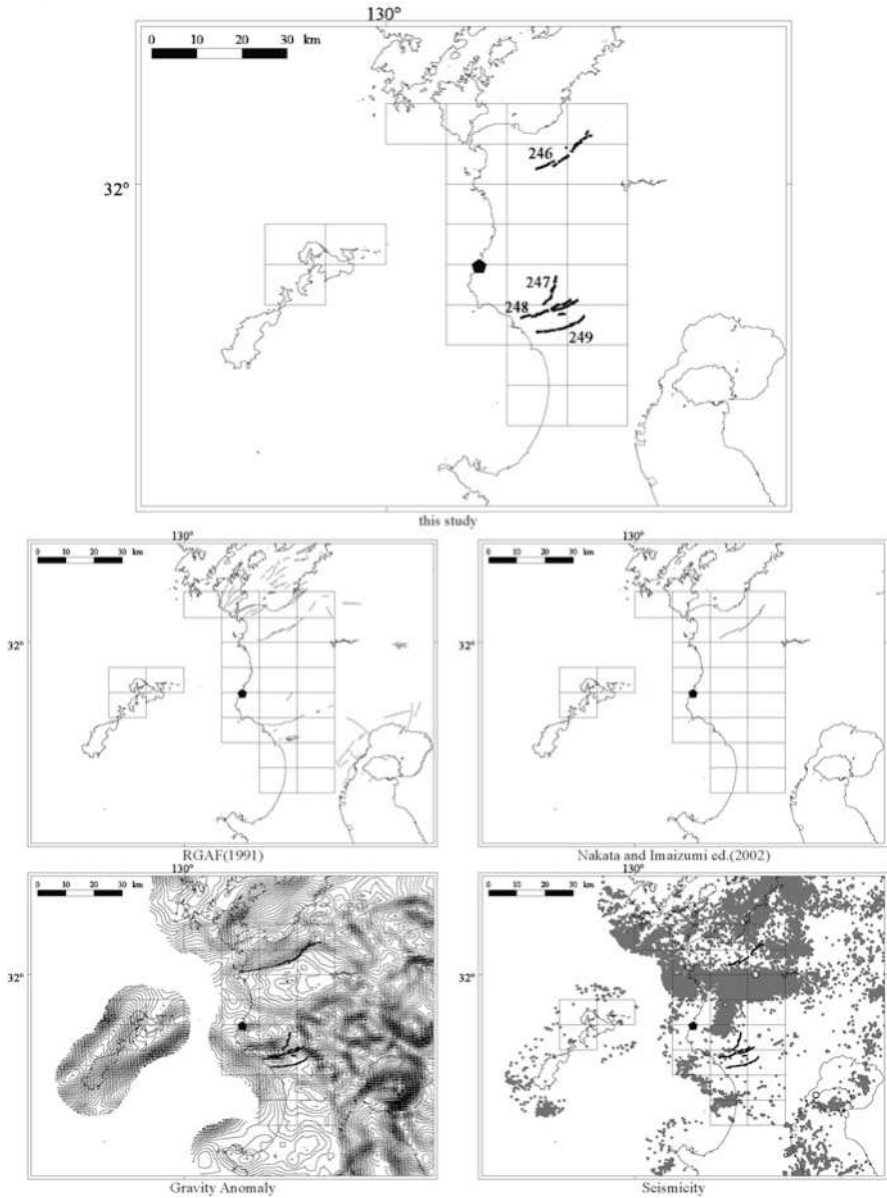 130°
0 10 20 30 km
246
32°
247
248
249
this study
130°
0 10 20 30 km
32°
RGAF(1991)
130°
0 10 20 30 km
32°
Nakata and Imaizumi ed.(2002)
130°
0 10 20 30 km
32°
Gravity Anomaly
130°
0 10 20 30 km
32°
Seismicity